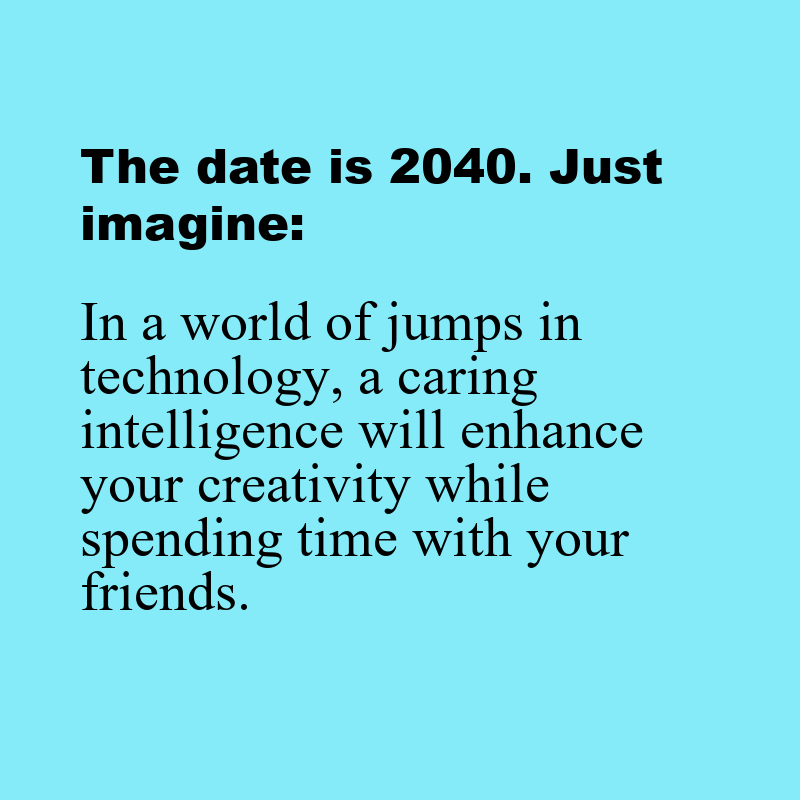 The date is 2040. Just
imagine:
In a world of jumps in
technology, a caring
intelligence will enhance
your creativity while
spending time with your
friends.